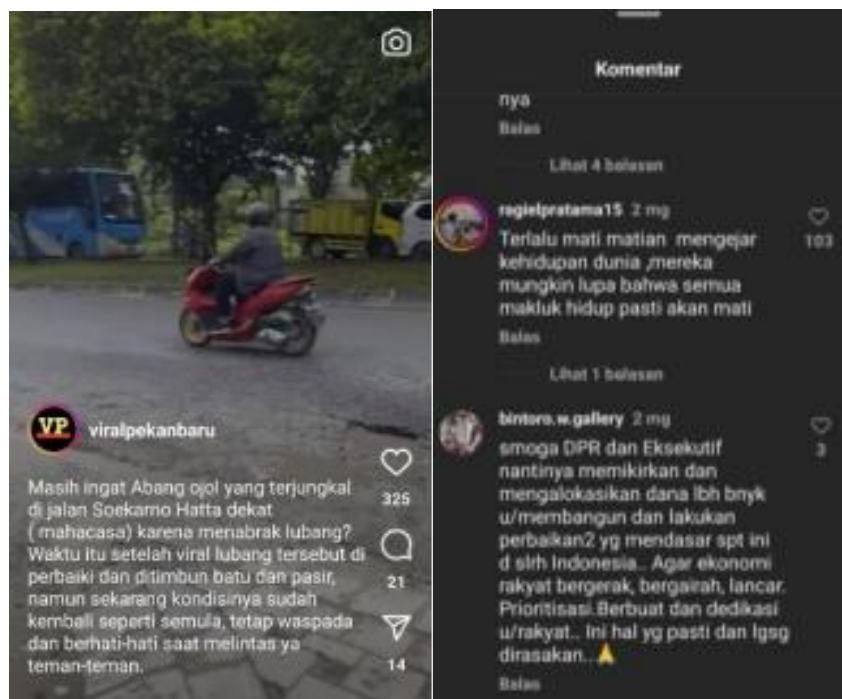 VP
viralpekanbaru
325
Masih ingat Abang ojol yang terjungkal
di jalan Soekarno Hatta dekat
( mahacasa) karena menabrak lubang?
Waktu itu setelah viral lubang tersebut di
perbaiki dan ditimbun batu dan pasir,
21
namun sekarang kondisinya sudah
kembali seperti semula, tetap waspada
dan berhati-hati saat melintas ya
14
teman-teman.
Komentar
nya
Balas
Lihat 4 balasan
ragielpratama15 2 mg
Terlalu mati matian mengejar
103
kehidupan dunia ,mereka
mungkin lupa bahwa semua
makluk hidup pasti akan mati
Balas
Lihat 1 balasan
bintoro.w.gallery 2 mg
smoga DPR dan Eksekutif
3
nantinya memikirkan dan
mengalokasikan dana lbh bnyk
u/membangun dan lakukan
perbaikan2 yg mendasar spt ini
d slrh Indonesia.. Agar ekonomi
rakyat bergerak, bergairah, lancar.
Prioritisasi.Berbuat dan dedikasi
u/rakyat.. Ini hal yg pasti dan lgsg
dirasakan...🙏
Balas